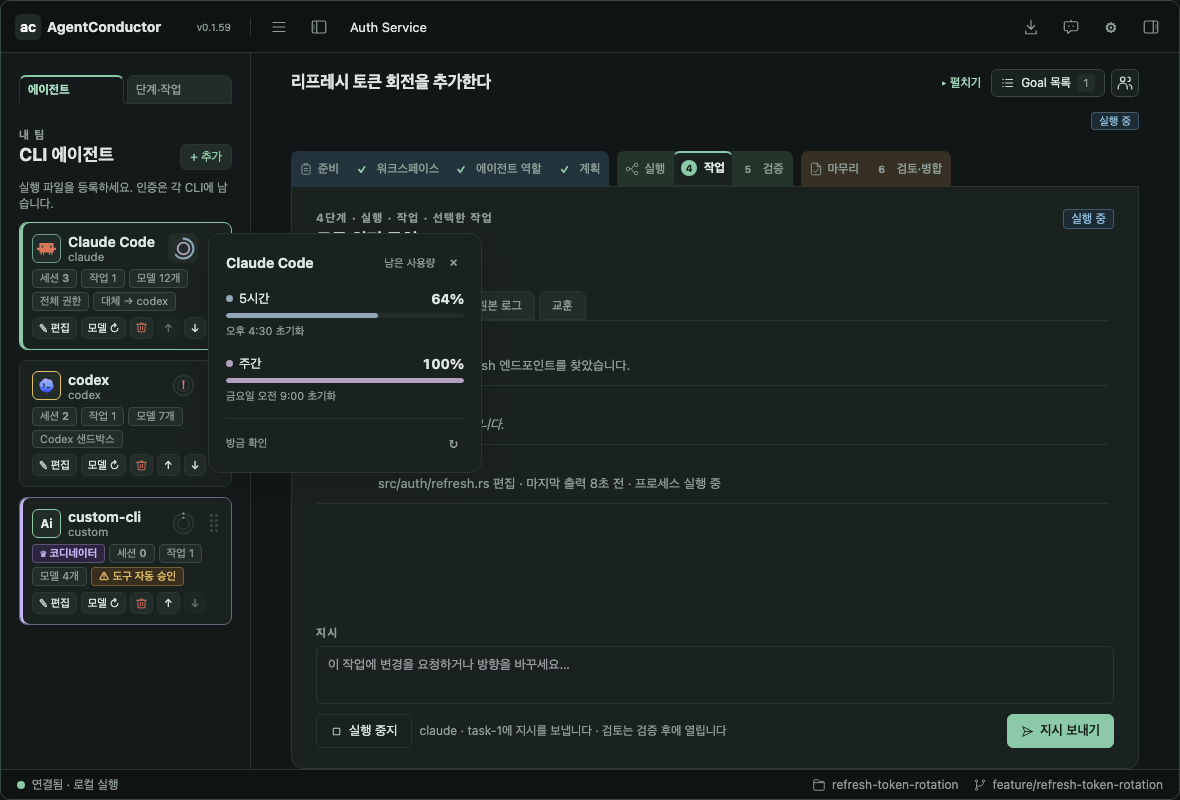 ac AgentConductor v0.1.59 Auth Service
에이전트 단계·작업
내 팀
CLI 에이전트 + 추가
실행 파일을 등록하세요. 인증은 각 CLI에 남
습니다.
Claude Code
claude
세션 3 작업 1 모델 12개
전체 권한 대체 → codex
✎ 편집 모델 ↻ ↑ ↓
codex
codex
!
세션 2 작업 1 모델 7개
Codex 샌드박스
✎ 편집 모델 ↻ ↑ ↓
Ai custom-cli
custom
♛ 코디네이터 세션 0 작업 1
모델 4개 ⚠ 도구 자동 승인
✎ 편집 모델 ↻ ↑ ↓
리프레시 토큰 회전을 추가한다
▸ 펼치기 Goal 목록 1
실행 중
준비 ✓ 워크스페이스 ✓ 에이전트 역할 ✓ 계획 실행 4 작업 5 검증 마무리 6 검토·병합
4단계 · 실행 · 작업 · 선택한 작업
실행 중
Claude Code 남은 사용량 ×
5시간 64%
오후 4:30 초기화
주간 100%
금요일 오전 9:00 초기화
방금 확인 ↻
본 로그 교훈
sh 엔드포인트를 찾았습니다.
니다.
src/auth/refresh.rs 편집 · 마지막 출력 8초 전 · 프로세스 실행 중
지시
이 작업에 변경을 요청하거나 방향을 바꾸세요...
실행 중지 claude · task-1에 지시를 보냅니다 · 검토는 검증 후에 열립니다
지시 보내기
연결됨 · 로컬 실행
refresh-token-rotation feature/refresh-token-rotation